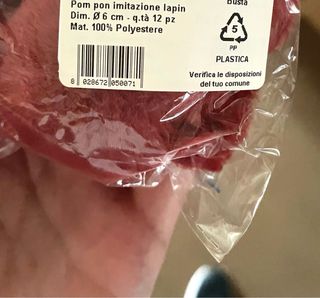 Pom pon imitazione lapin
Dim. Ø 6 cm - q.tà 12 pz
Mat. 100% Polyestere
8 028672 050071
Busta
5
PP
PLASTICA
Verifica le disposizioni
del tuo comune